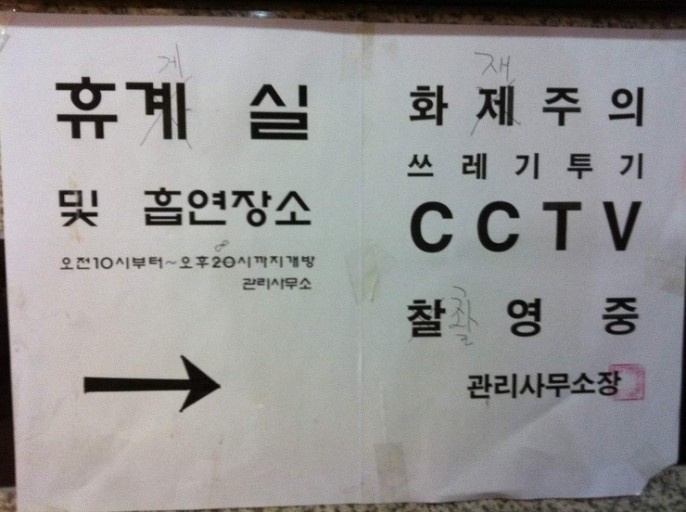 게
휴계 실
및 흡연장소
8
오전10시부터~오후20시까지개방
관리사무소
재
화 제 주 의
쓰 레 기 투 기
CCTV
찰 촬 영 중
관리사무소장